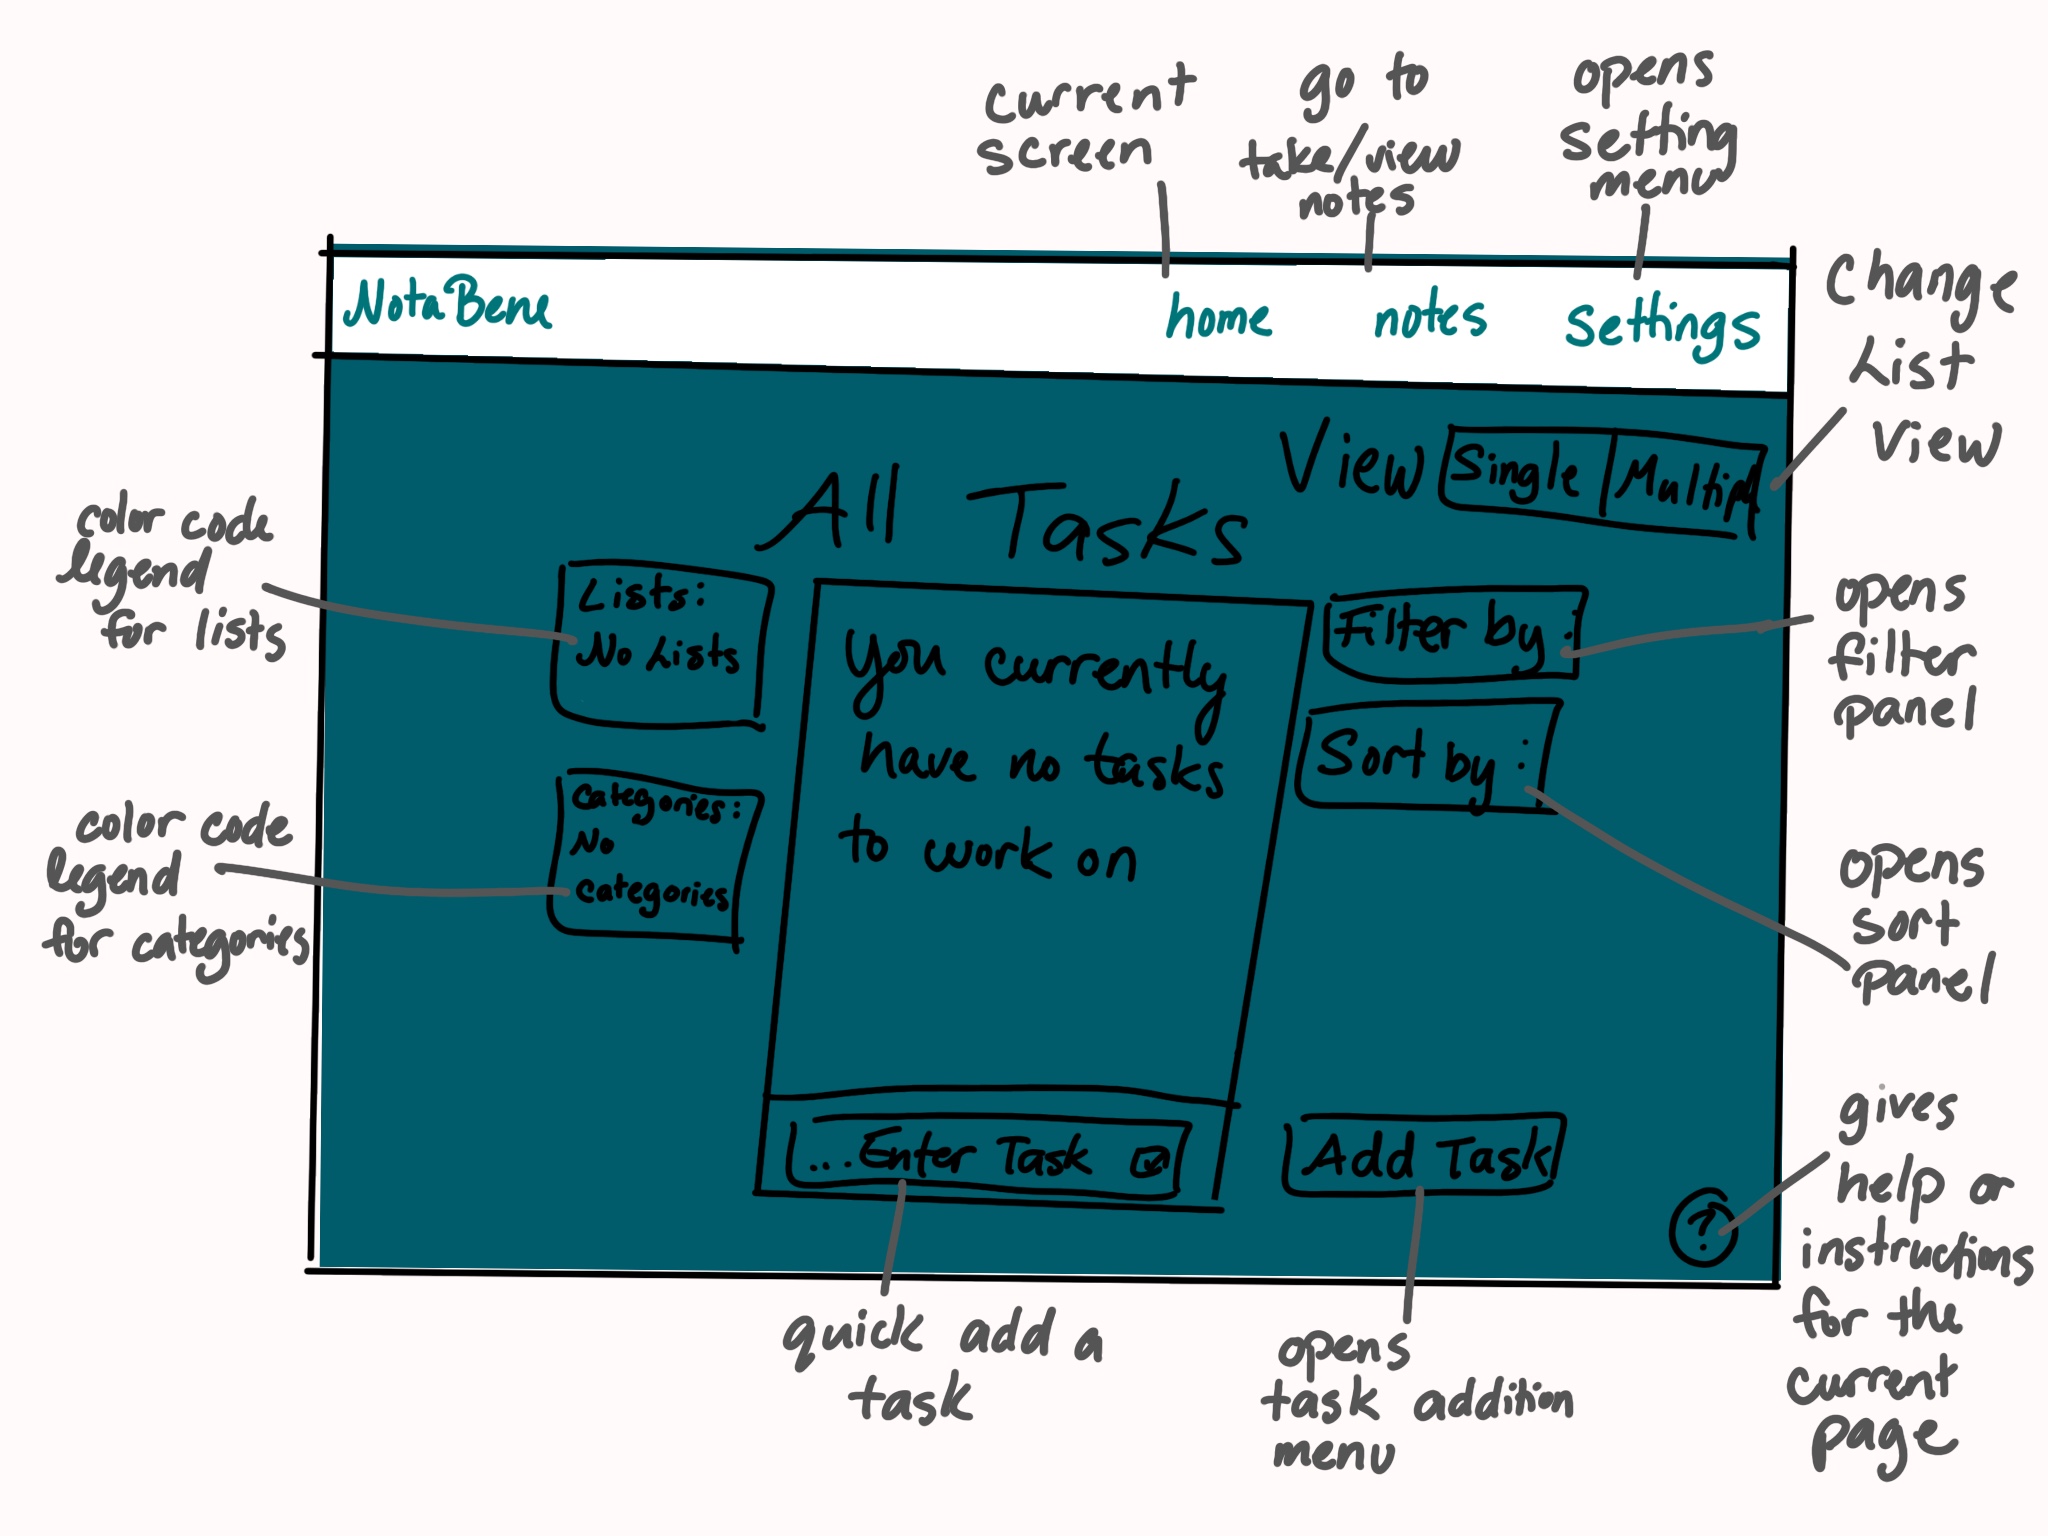 current
screen
go to
take/view
notes
opens
setting
menu
NotaBene
home
notes
settings
Change
List
View
View
Single
Multipl
All Tasks
color code
legend
for lists
Lists:
No Lists
You currently
have no tasks
to work on
Filter by :
opens
filter
panel
Sort by :
opens
sort
panel
color code
legend
for categories
Categories:
No
categories
...Enter Task
Add Task
?
gives
help or
instructions
for the
current
page
quick add a
task
opens
task addition
menu